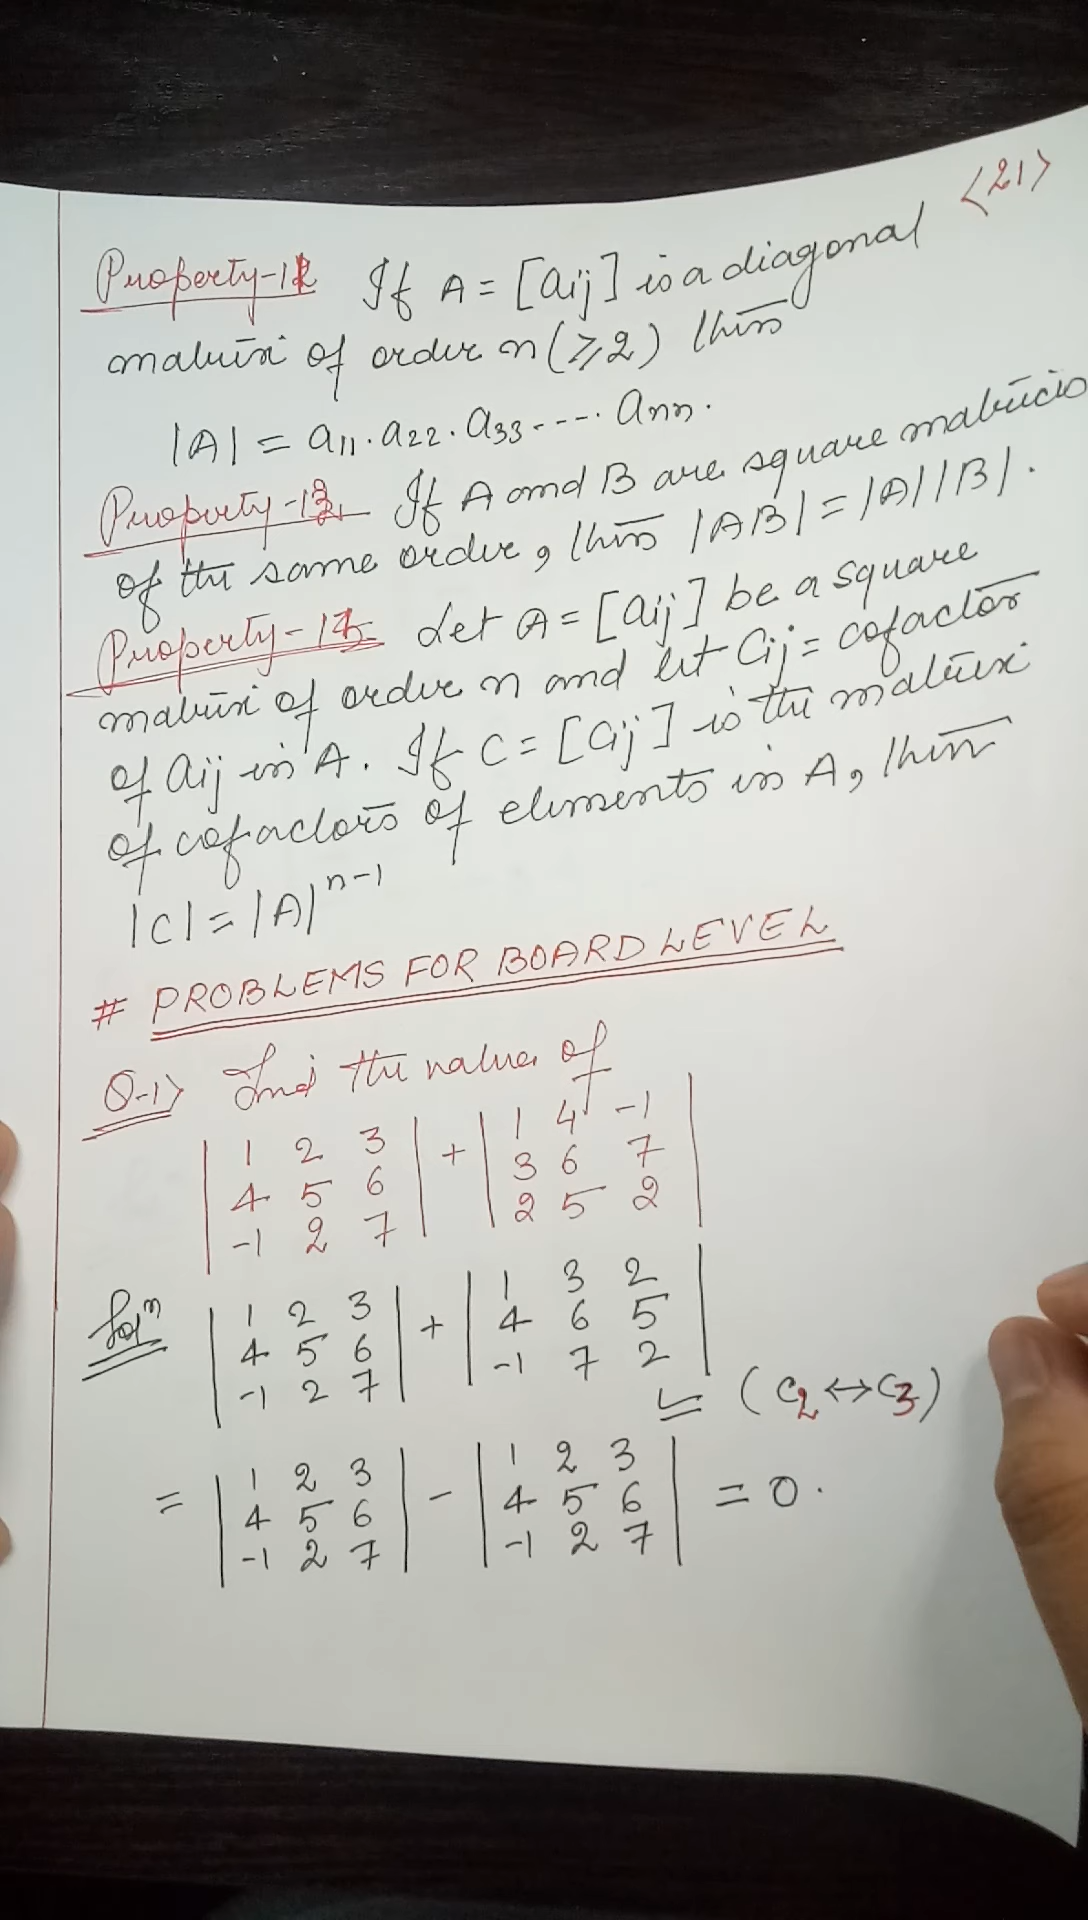 <21>
Property-12 If A = [aij] is a diagonal
matrix of order n (≥2) then
|A| = a11.a22.a33---.ann.
Property-13 If A and B are square matrices
of the same order, then |AB| = |A||B|.
Property-14 Let A = [aij] be a square
matrix of order n and let Cij = cofactor
of aij in A. If C = [Cij] is the matrix
of cofactors of elements in A, then
|C| = |A|^n-1
# PROBLEMS FOR BOARD LEVEL
Q-1> Find the value of
| 1 2 3 | + | 1 4 -1 |
| 4 5 6 |   | 3 6 7 |
| -1 2 7 |   | 2 5 2 |
Sol^n | 1 2 3 | + | 1 3 2 |
| 4 5 6 |   | 4 6 5 |
| -1 2 7 |   | -1 7 2 |
(C2↔C3)
= | 1 2 3 | - | 1 2 3 | = 0.
| 4 5 6 |   | 4 5 6 |
| -1 2 7 |   | -1 2 7 |